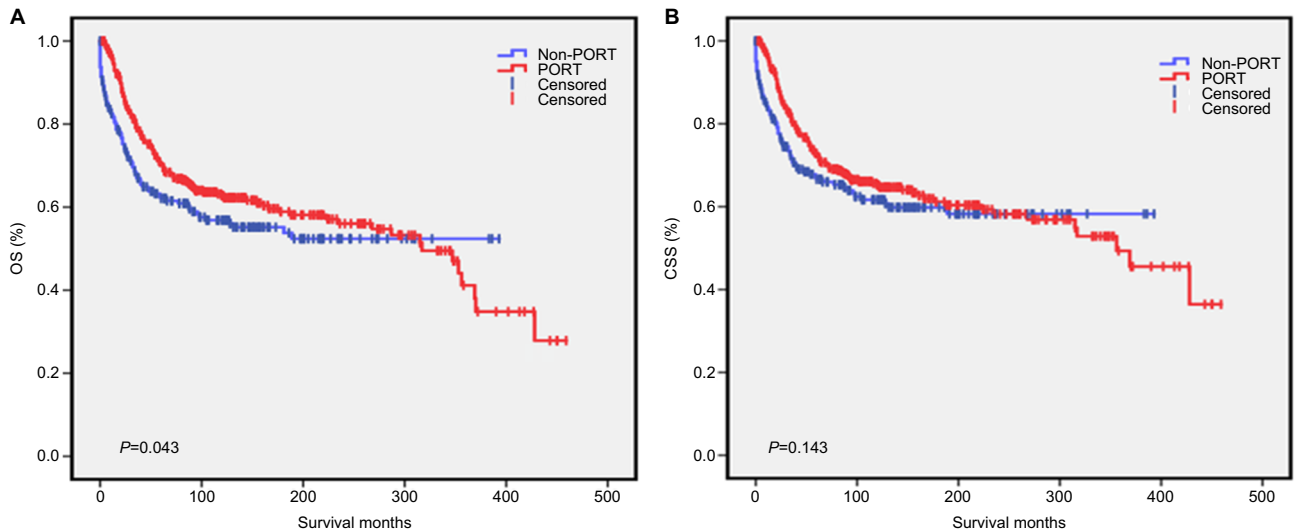 A
OS (%)
1.0
0.8
0.6
0.4
0.2
0.0
Non-PORT
PORT
Censored
Censored
P=0.043
0 100 200 300 400 500
Survival months
B
CSS (%)
1.0
0.8
0.6
0.4
0.2
0.0
Non-PORT
PORT
Censored
Censored
P=0.143
0 100 200 300 400 500
Survival months